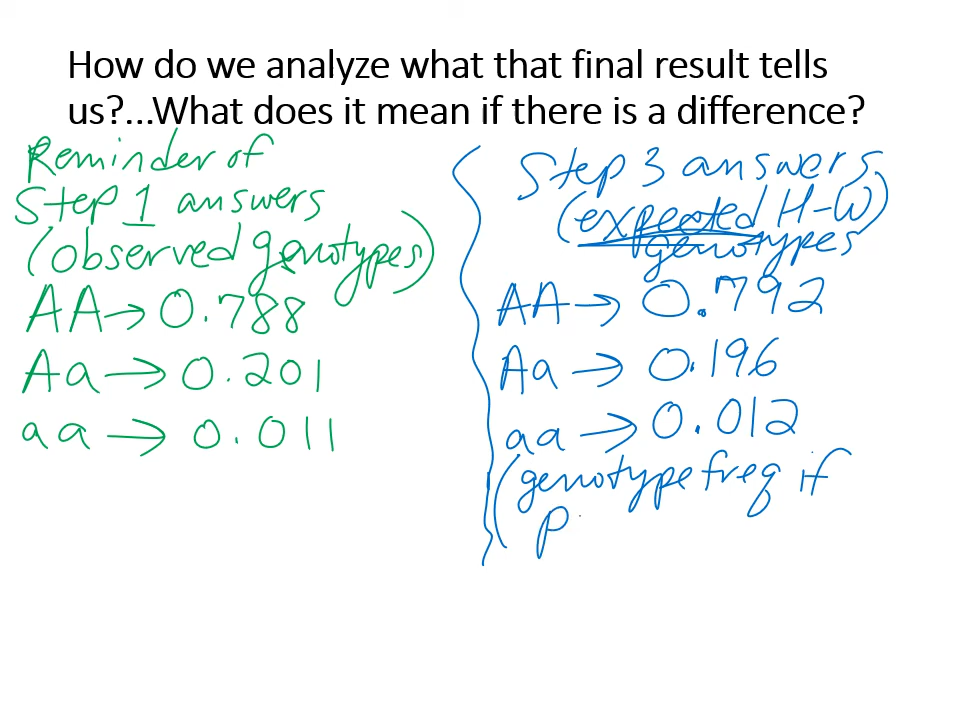 How do we analyze what that final result tells
us?...What does it mean if there is a difference?
Reminder of
Step 1 answers
(observed genotypes)
AA→0.788
Aa→0.201
aa→0.011
Step 3 answers
(expected H-W)
genotypes
AA→0.792
Aa→0.196
aa→0.012
(genotype freq if
p